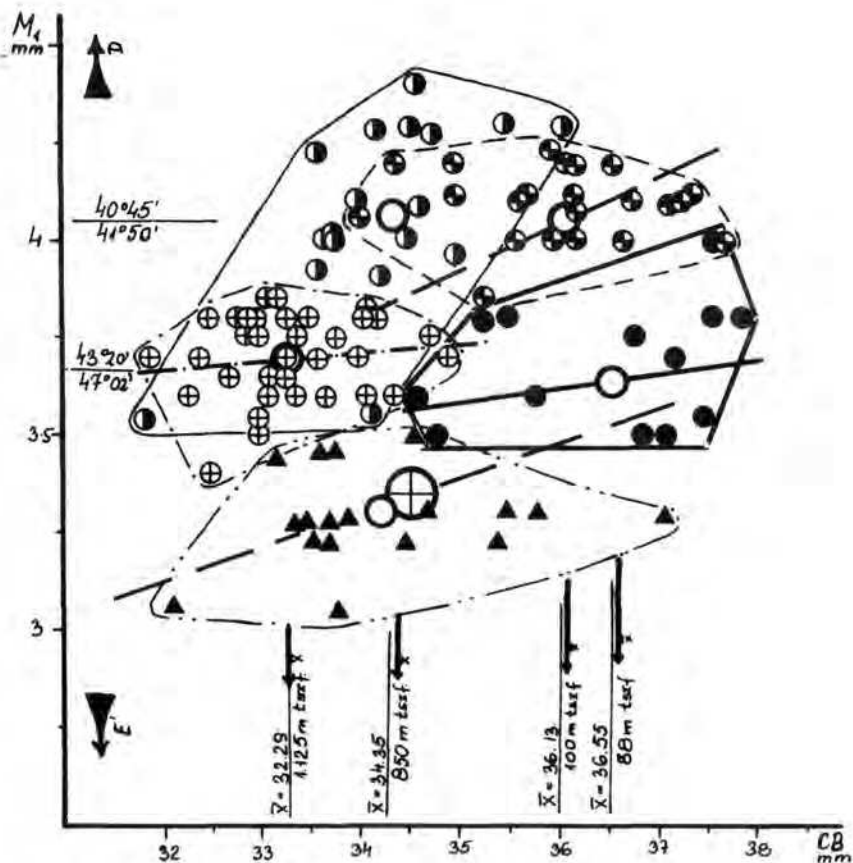 M₁
mm
A
40°45'
41°50'
4
43°20'
47°02'
3.5
3
E'
X̄ = 32.29
1.125 m tszf x
X̄ = 34.35
850 m tszf x
X̄ = 36.13
100 m tszf x
X̄ = 36.55
88 m tszf x
32 33 34 35 36 37 38 CB
mm